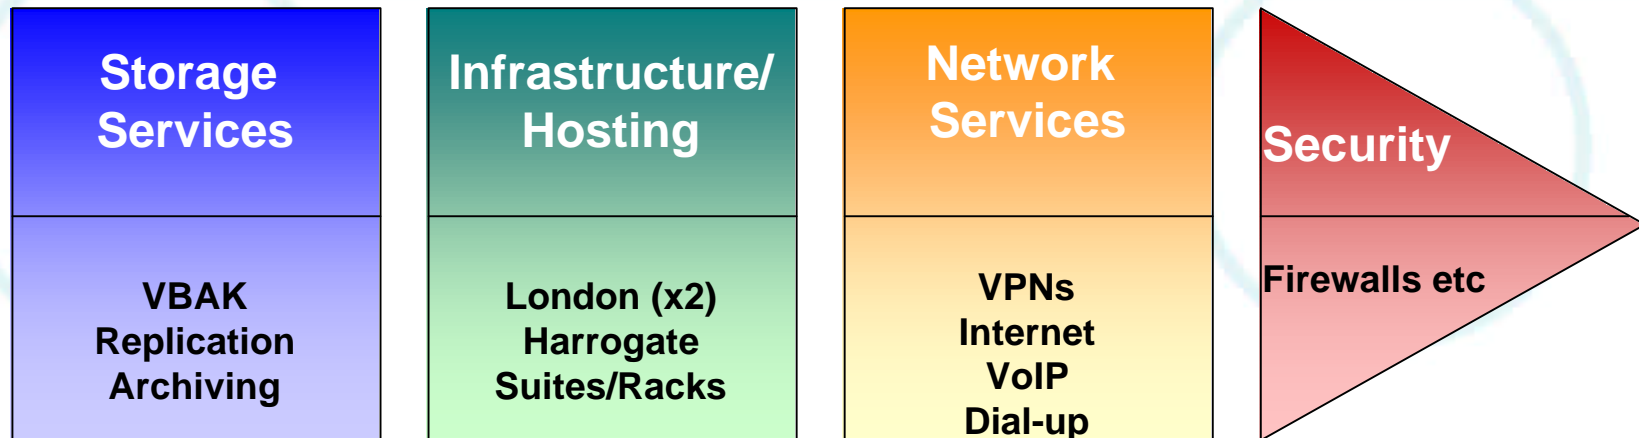 Storage
Services
VBAK
Replication
Archiving
Infrastructure/
Hosting
London (x2)
Harrogate
Suites/Racks
Network
Services
VPNs
Internet
VoIP
Dial-up
Security
Firewalls etc